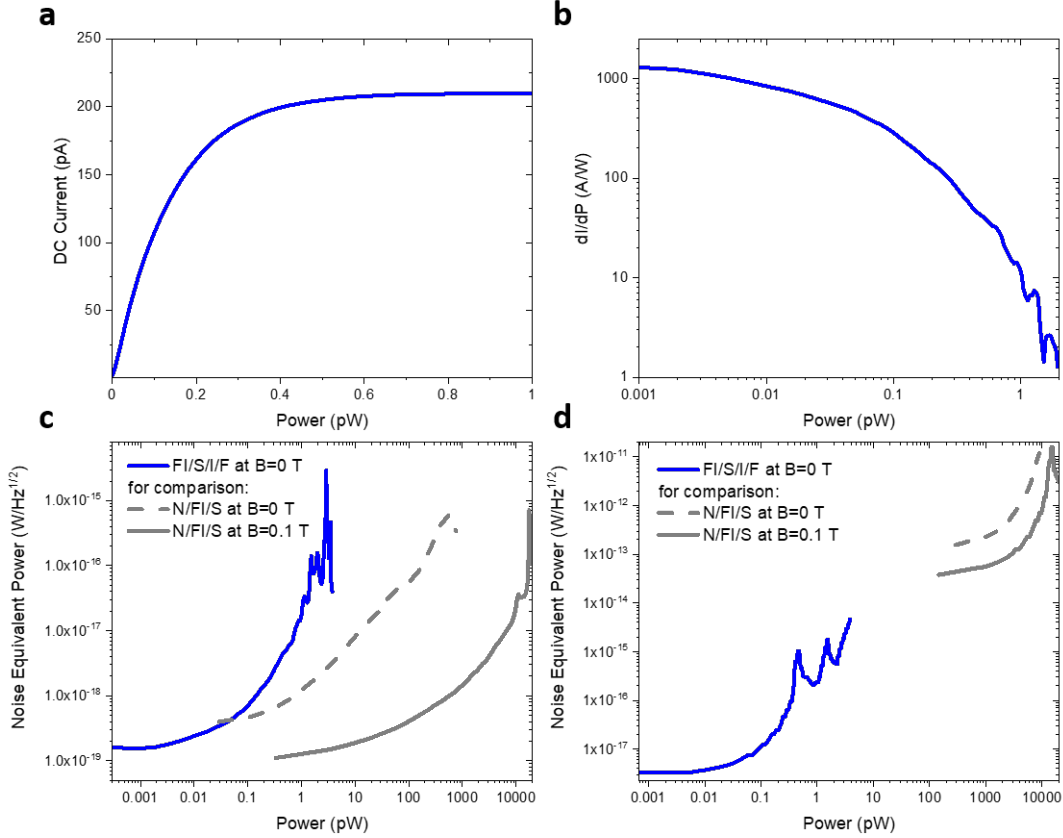 a
250
200
150
100
50
DC Current (pA)
0
0.2
0.4
0.6
0.8
1
Power (pW)
b
1000
100
10
1
dI/dP (A/W)
0.001
0.01
0.1
1
Power (pW)
c
FI/S/I/F at B=0 T
for comparison:
N/FI/S at B=0 T
N/FI/S at B=0.1 T
1.0x10-15
1.0x10-16
1.0x10-17
1.0x10-18
1.0x10-19
Noise Equivalent Power (W/Hz1/2)
0.001
0.01
0.1
1
10
100
1000
10000
Power (pW)
d
FI/S/I/F at B=0 T
for comparison:
N/FI/S at B=0 T
N/FI/S at B=0.1 T
1x10-11
1x10-12
1x10-13
1x10-14
1x10-15
1x10-16
1x10-17
Noise Equivalent Power (W/Hz1/2)
0.001
0.01
0.1
1
10
100
1000
10000
Power (pW)